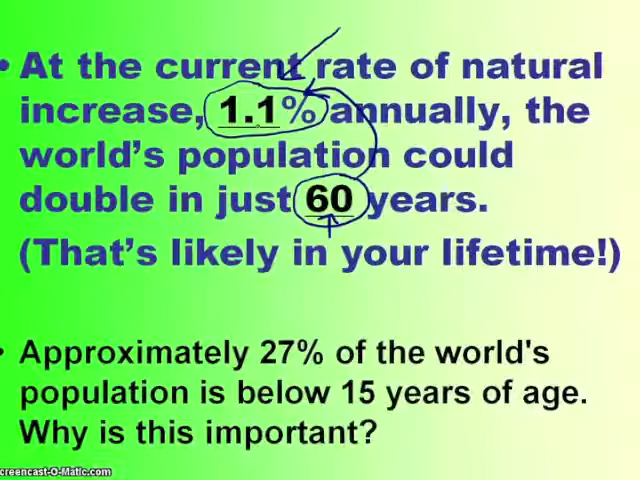 • At the current rate of natural
increase, 1.1% annually, the
world’s population could
double in just 60 years.
(That’s likely in your lifetime!)
• Approximately 27% of the world's
population is below 15 years of age.
Why is this important?
creencast-O-Matic.com